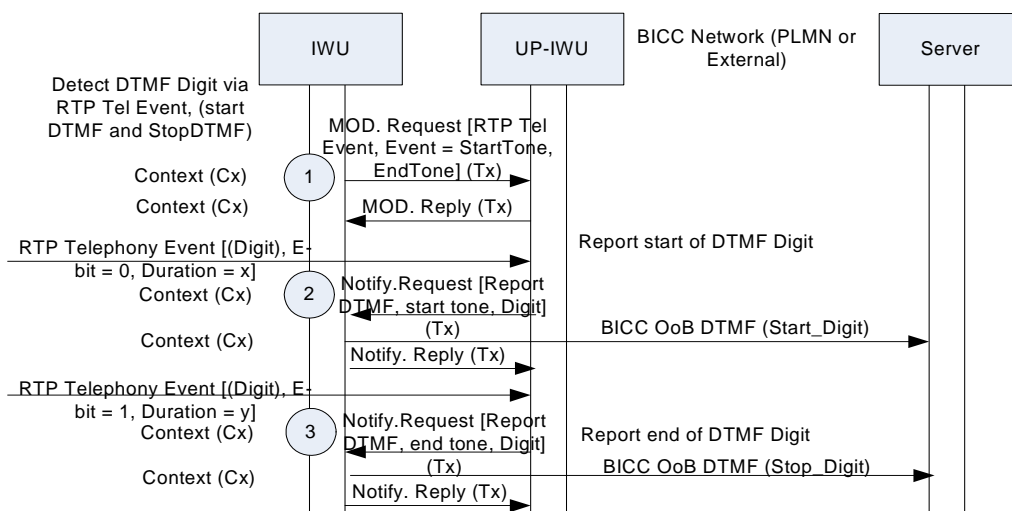 IWU
UP-IWU
BICC Network (PLMN or
External)
Server
Detect DTMF Digit via
RTP Tel Event, (start
DTMF and StopDTMF)
MOD. Request [RTP Tel
Event, Event = StartTone,
EndTone] (Tx)
Context (Cx)
1
Context (Cx)
MOD. Reply (Tx)
RTP Telephony Event [(Digit), E-
bit = 0, Duration = x]
Report start of DTMF Digit
Context (Cx)
2
Notify.Request [Report
DTMF, start tone, Digit]
(Tx)
Context (Cx)
BICC OoB DTMF (Start_Digit)
Notify. Reply (Tx)
RTP Telephony Event [(Digit), E-
bit = 1, Duration = y]
Context (Cx)
3
Notify.Request [Report
DTMF, end tone, Digit]
(Tx)
Report end of DTMF Digit
Context (Cx)
BICC OoB DTMF (Stop_Digit)
Notify. Reply (Tx)